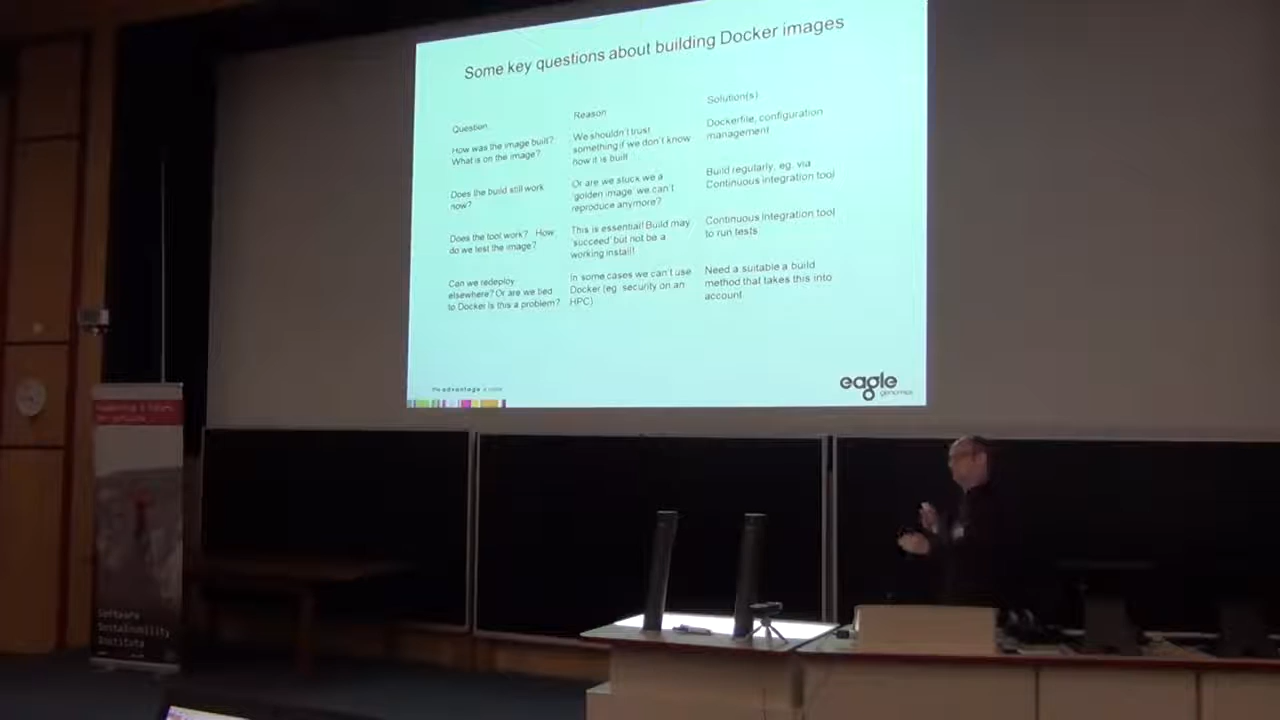 Some key questions about building Docker images
Question
Reason
Solution(s)
How was the image built?
What is on the image?
We shouldn't trust
something if we don't know
how it is built
Dockerfile, configuration
management
Does the build still work
now?
Or are we stuck we a
'golden image' we can't
reproduce anymore?
Build regularly, eg. via
Continuous integration tool
Does the tool work? How
do we test the image?
This is essential! Build may
'succeed' but not be a
working install!
Continuous Integration tool
to run tests
Can we redeploy
elsewhere? Or are we tied
to Docker Is this a problem?
In some cases we can't use
Docker (eg. security on an
HPC)
Need a suitable a build
method that takes this into
account
the advantage
eagle
genomics
Software
Sustainability
Institute